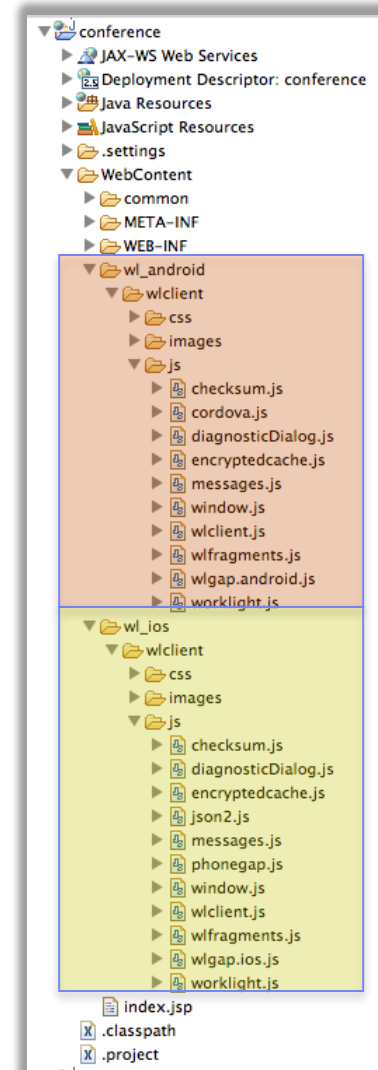 conference
JAX-WS Web Services
2.5 Deployment Descriptor: conference
Java Resources
JavaScript Resources
.settings
WebContent
common
META-INF
WEB-INF
wl_android
wlclient
css
images
js
checksum.js
cordova.js
diagnosticDialog.js
encryptedcache.js
messages.js
window.js
wlclient.js
wlfragments.js
wlgap.android.js
worklight.js
wl_ios
wlclient
css
images
js
checksum.js
diagnosticDialog.js
encryptedcache.js
json2.js
messages.js
phonegap.js
window.js
wlclient.js
wlfragments.js
wlgap.ios.js
worklight.js
index.jsp
.classpath
.project